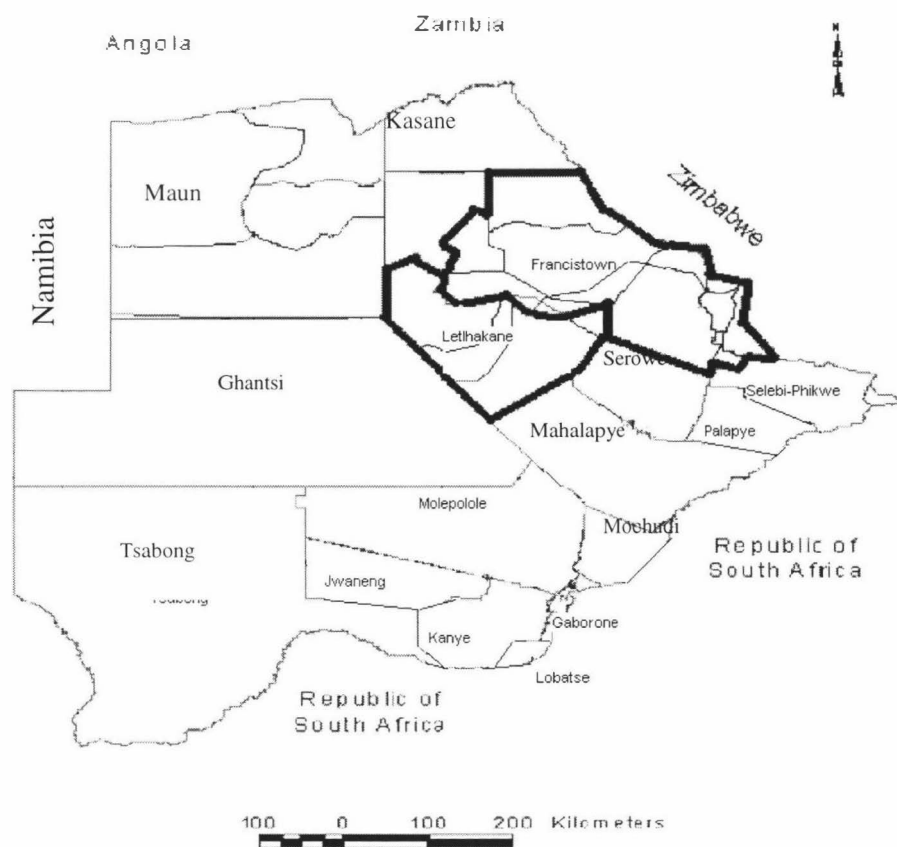 Angola
Zambia
N
Kasane
Maun
Zimbabwe
Namibia
Francistown
Letlhakane
Serowe
Ghantsi
Selebi-Phikwe
Mahalapye
Palapye
Molepolole
Mochudi
Tsabong
Republic of
South Africa
Jwaneng
Tsabong
Gaborone
Kanye
Lobatse
Republic of
South Africa
100 0 100 200 Kilometers